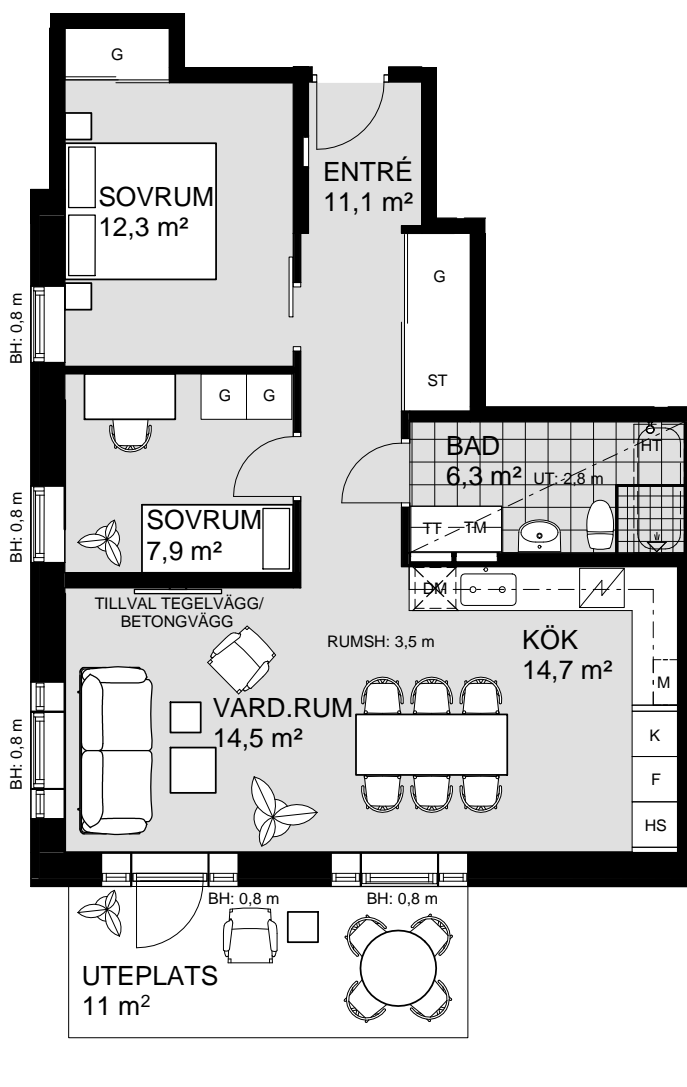 G
ENTRÉ
11,1 m²
SOVRUM
12,3 m²
G
BH: 0,8 m
ST
G
G
BAD
6,3 m²
UT: 2,8 m
HT
BH: 0,8 m
SOVRUM
7,9 m²
TT
TM
DM
TILLVAL TEGELVÄGG/
BETONGVÄGG
RUMSH: 3,5 m
KÖK
14,7 m²
M
VARD.RUM
14,5 m²
BH: 0,8 m
K
F
HS
BH: 0,8 m
BH: 0,8 m
UTEPLATS
11 m²